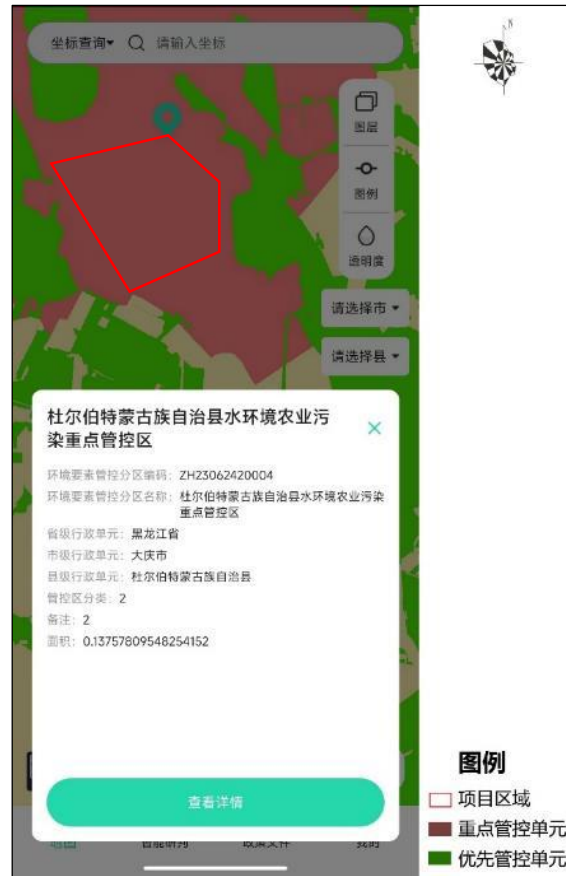 N
坐标查询▾ 请输入坐标
图层
图例
透明度
请选择市▾
请选择县▾
杜尔伯特蒙古族自治县水环境农业污
染重点管控区
环境要素管控分区编码: ZH23062420004
环境要素管控分区名称: 杜尔伯特蒙古族自治县水环境农业污染
重点管控区
省级行政单元: 黑龙江省
市级行政单元: 大庆市
县级行政单元: 杜尔伯特蒙古族自治县
管控区分类: 2
备注: 2
面积: 0.13757809548254152
查看详情
图例
项目区域
重点管控单元
优先管控单元